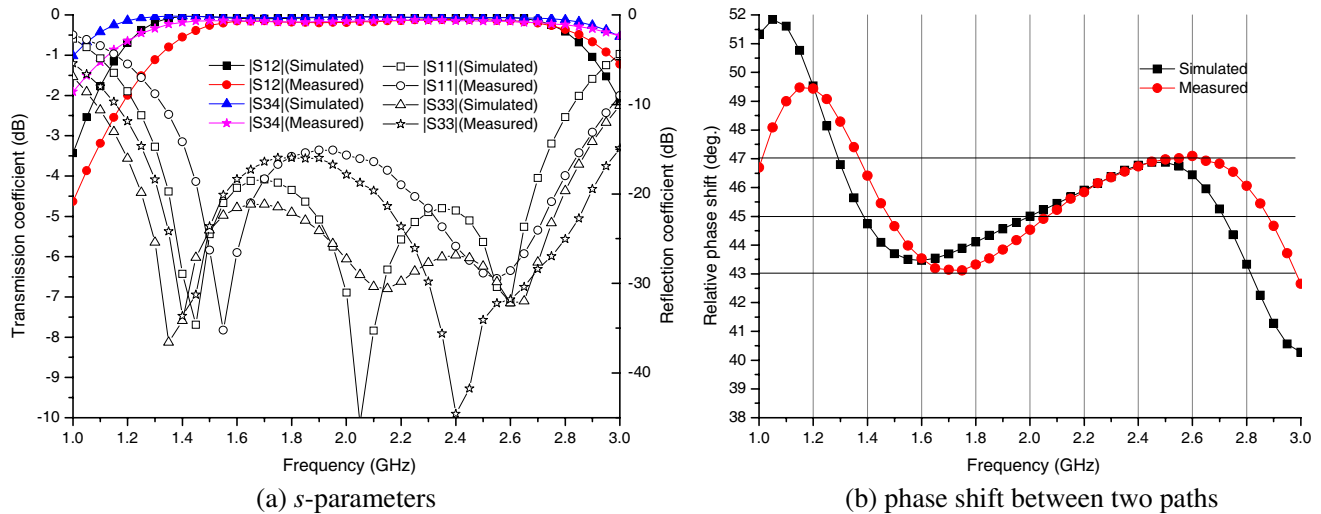 0
-1
-2
-3
-4
-5
-6
-7
-8
-9
-10
Transmission coefficient (dB)
|S12|(Simulated)
|S12|(Measured)
|S34|(Simulated)
|S34|(Measured)
|S11|(Simulated)
|S11|(Measured)
|S33|(Simulated)
|S33|(Measured)
0
-10
-20
-30
-40
Reflection coefficient (dB)
1.0 1.2 1.4 1.6 1.8 2.0 2.2 2.4 2.6 2.8 3.0
Frequency (GHz)
(a) s-parameters
52
51
50
49
48
47
46
45
44
43
42
41
40
39
38
Relative phase shift (deg.)
Simulated
Measured
1.0 1.2 1.4 1.6 1.8 2.0 2.2 2.4 2.6 2.8 3.0
Frequency (GHz)
(b) phase shift between two paths